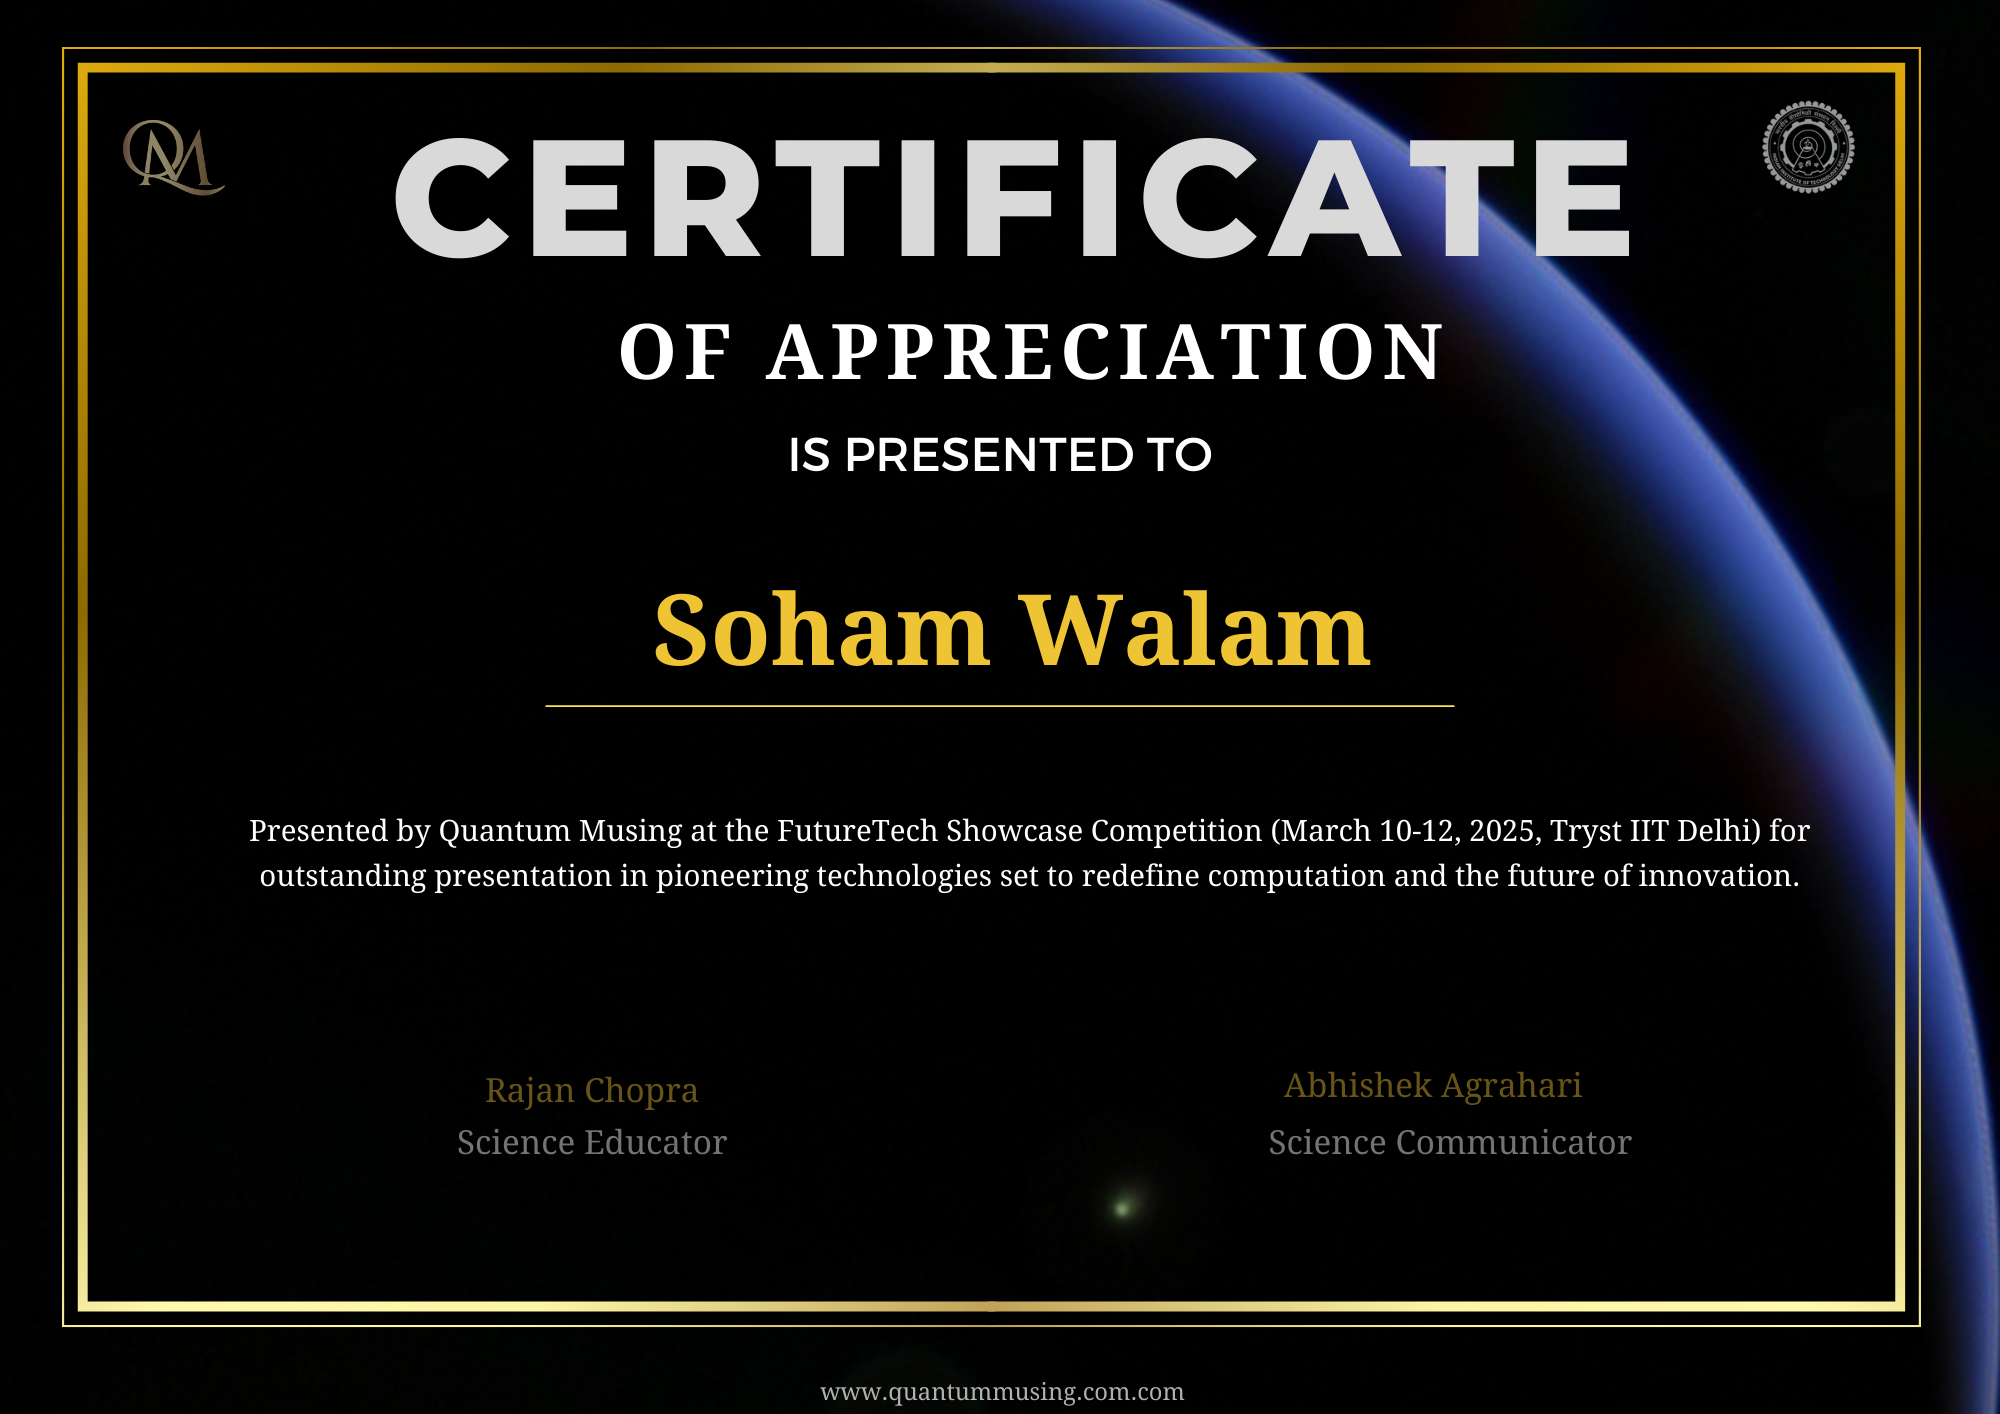 QM
CERTIFICATE
OF APPRECIATION
IS PRESENTED TO
Soham Walam
Presented by Quantum Musing at the FutureTech Showcase Competition (March 10-12, 2025, Tryst IIT Delhi) for
outstanding presentation in pioneering technologies set to redefine computation and the future of innovation.
Rajan Chopra
Abhishek Agrahari
Science Educator
Science Communicator
www.quantummusing.com.com